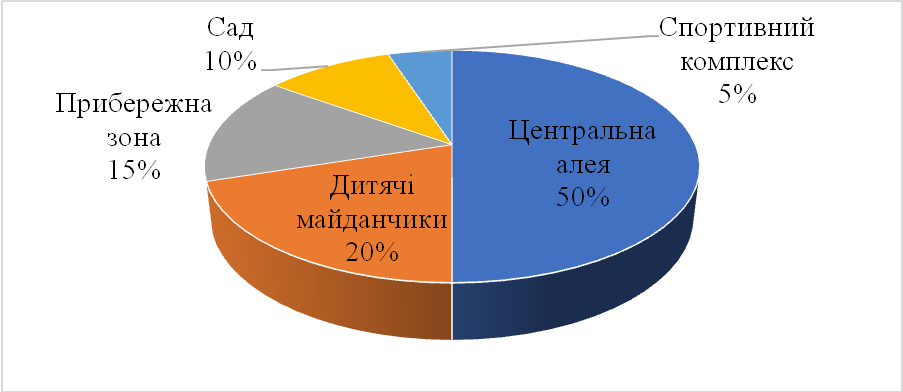 Сад
10%
Спортивний
комплекс
5%
Прибережна
зона
15%
Центральна
алея
50%
Дитячі
майданчики
20%